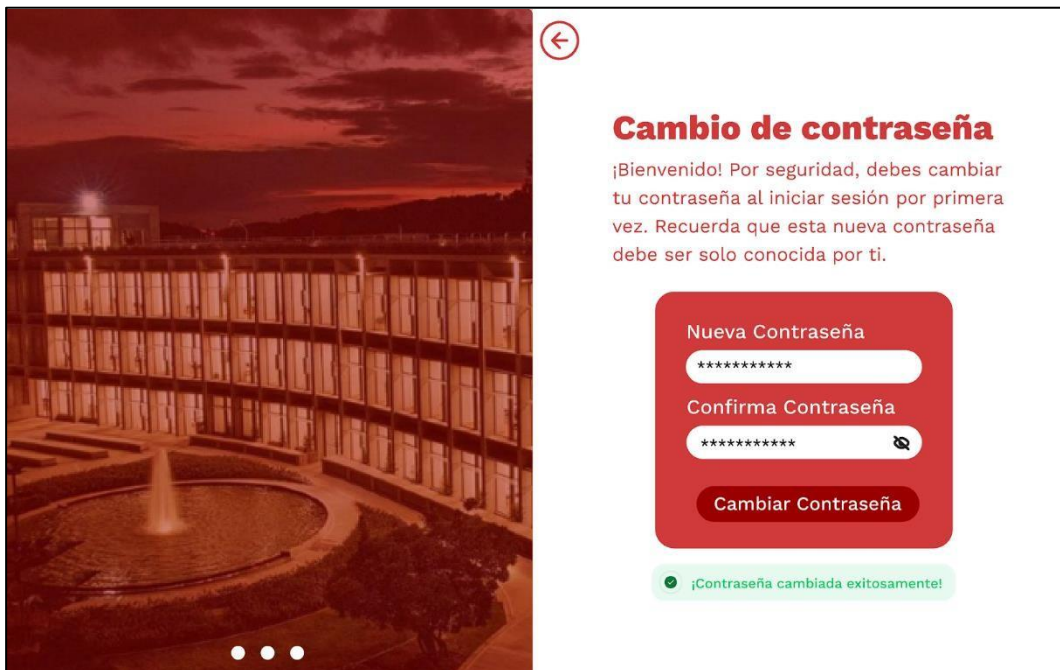 Cambio de contraseña
¡Bienvenido! Por seguridad, debes cambiar
tu contraseña al iniciar sesión por primera
vez. Recuerda que esta nueva contraseña
debe ser solo conocida por ti.
Nueva Contraseña
***********
Confirma Contraseña
***********
Cambiar Contraseña
¡Contraseña cambiada exitosamente!